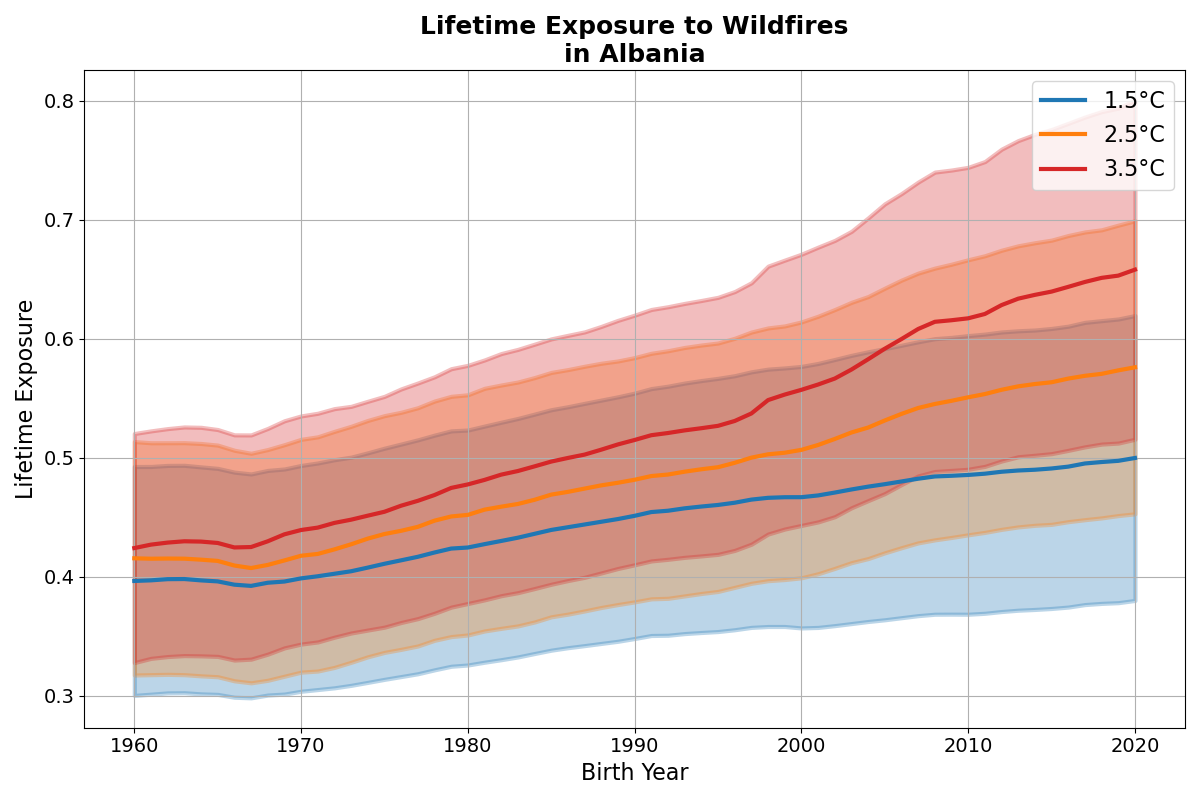 Lifetime Exposure to Wildfires
in Albania
1.5°C
2.5°C
3.5°C
Lifetime Exposure
0.8
0.7
0.6
0.5
0.4
0.3
1960 1970 1980 1990 2000 2010 2020
Birth Year